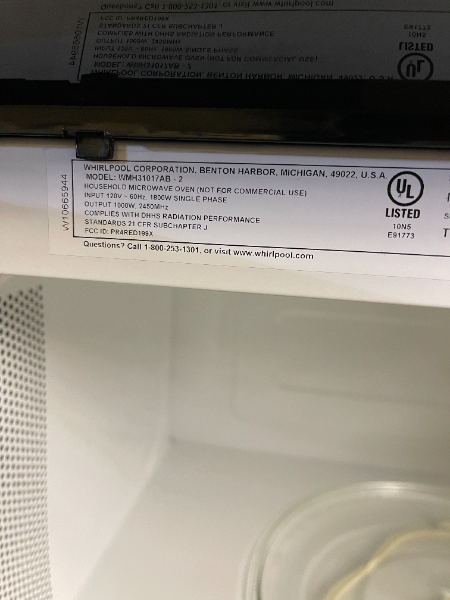 WHIRLPOOL CORPORATION, BENTON HARBOR, MICHIGAN, 49022, U.S.A.
MODEL: WMH31017AB - 2
HOUSEHOLD MICROWAVE OVEN (NOT FOR COMMERCIAL USE)
INPUT 120V ~ 60Hz, 1800W SINGLE PHASE
OUTPUT 1000W, 2450MHz
COMPLIES WITH DHHS RADIATION PERFORMANCE
STANDARDS 21 CFR SUBCHAPTER J
FCC ID: PR4RED199X
Questions? Call 1-800-253-1301, or visit www.whirlpool.com
W10665944
UL
LISTED
10N5
E91773